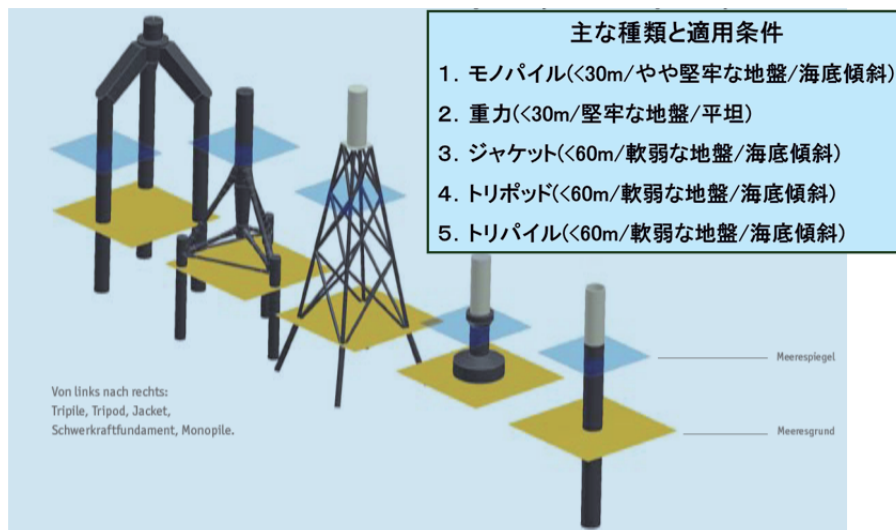 主な種類と適用条件
1. モノパイル(<30m/やや堅牢な地盤/海底傾斜)
2. 重力(<30m/堅牢な地盤/平坦)
3. ジャケット(<60m/軟弱な地盤/海底傾斜)
4. トリポッド(<60m/軟弱な地盤/海底傾斜)
5. トリパイル(<60m/軟弱な地盤/海底傾斜)
Meerespiegel
Von links nach rechts:
Tripile, Tripod, Jacket,
Schwerkraftfundament, Monopile.
Meeresgrund